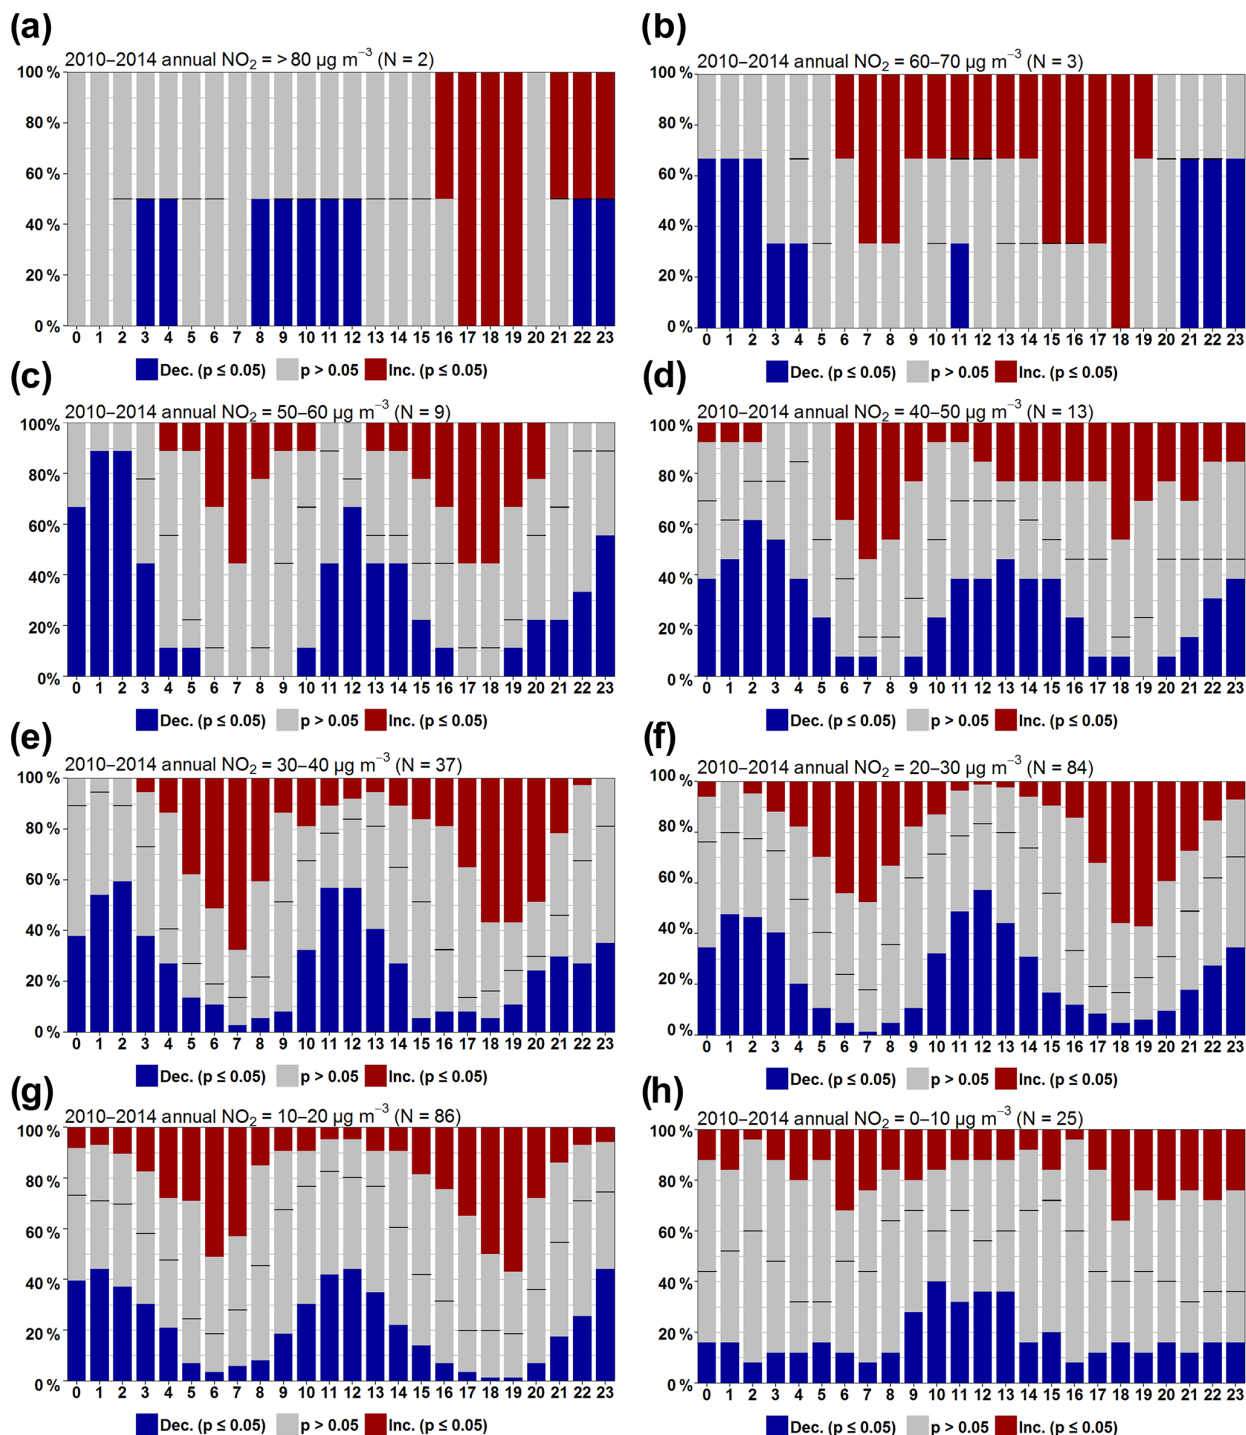 (a)
2010–2014 annual NO2 = > 80 µg m−3 (N = 2)
100 %
80 %
60 %
40 %
20 %
0 %
0 1 2 3 4 5 6 7 8 9 10 11 12 13 14 15 16 17 18 19 20 21 22 23
Dec. (p ≤ 0.05) p > 0.05 Inc. (p ≤ 0.05)
(b)
2010–2014 annual NO2 = 60–70 µg m−3 (N = 3)
100 %
80 %
60 %
40 %
20 %
0 %
0 1 2 3 4 5 6 7 8 9 10 11 12 13 14 15 16 17 18 19 20 21 22 23
Dec. (p ≤ 0.05) p > 0.05 Inc. (p ≤ 0.05)
(c)
2010–2014 annual NO2 = 50–60 µg m−3 (N = 9)
100 %
80%
60%
40%
20%
0%
0 1 2 3 4 5 6 7 8 9 10 11 12 13 14 15 16 17 18 19 20 21 22 23
Dec. (p ≤ 0.05) p > 0.05 Inc. (p ≤ 0.05)
(d)
2010–2014 annual NO2 = 40–50 µg m−3 (N = 13)
100 %
80 %
60 %
40 %
20 %
0 %
0 1 2 3 4 5 6 7 8 9 10 11 12 13 14 15 16 17 18 19 20 21 22 23
Dec. (p ≤ 0.05) p > 0.05 Inc. (p ≤ 0.05)
(e)
2010–2014 annual NO2 = 30–40 µg m−3 (N = 37)
100 %
80 %
60 %
40 %
20 %
0 %
0 1 2 3 4 5 6 7 8 9 10 11 12 13 14 15 16 17 18 19 20 21 22 23
Dec. (p ≤ 0.05) p > 0.05 Inc. (p ≤ 0.05)
(f)
2010–2014 annual NO2 = 20–30 µg m−3 (N = 84)
100 %
80 %
60 %
40 %
20 %
0 %
0 1 2 3 4 5 6 7 8 9 10 11 12 13 14 15 16 17 18 19 20 21 22 23
Dec. (p ≤ 0.05) p > 0.05 Inc. (p ≤ 0.05)
(g)
2010–2014 annual NO2 = 10–20 µg m−3 (N = 86)
100 %
80 %
60 %
40 %
20 %
0 %
0 1 2 3 4 5 6 7 8 9 10 11 12 13 14 15 16 17 18 19 20 21 22 23
Dec. (p ≤ 0.05) p > 0.05 Inc. (p ≤ 0.05)
(h)
2010–2014 annual NO2 = 0–10 µg m−3 (N = 25)
100 %
80 %
60 %
40 %
20 %
0 %
0 1 2 3 4 5 6 7 8 9 10 11 12 13 14 15 16 17 18 19 20 21 22 23
Dec. (p ≤ 0.05) p > 0.05 Inc. (p ≤ 0.05)